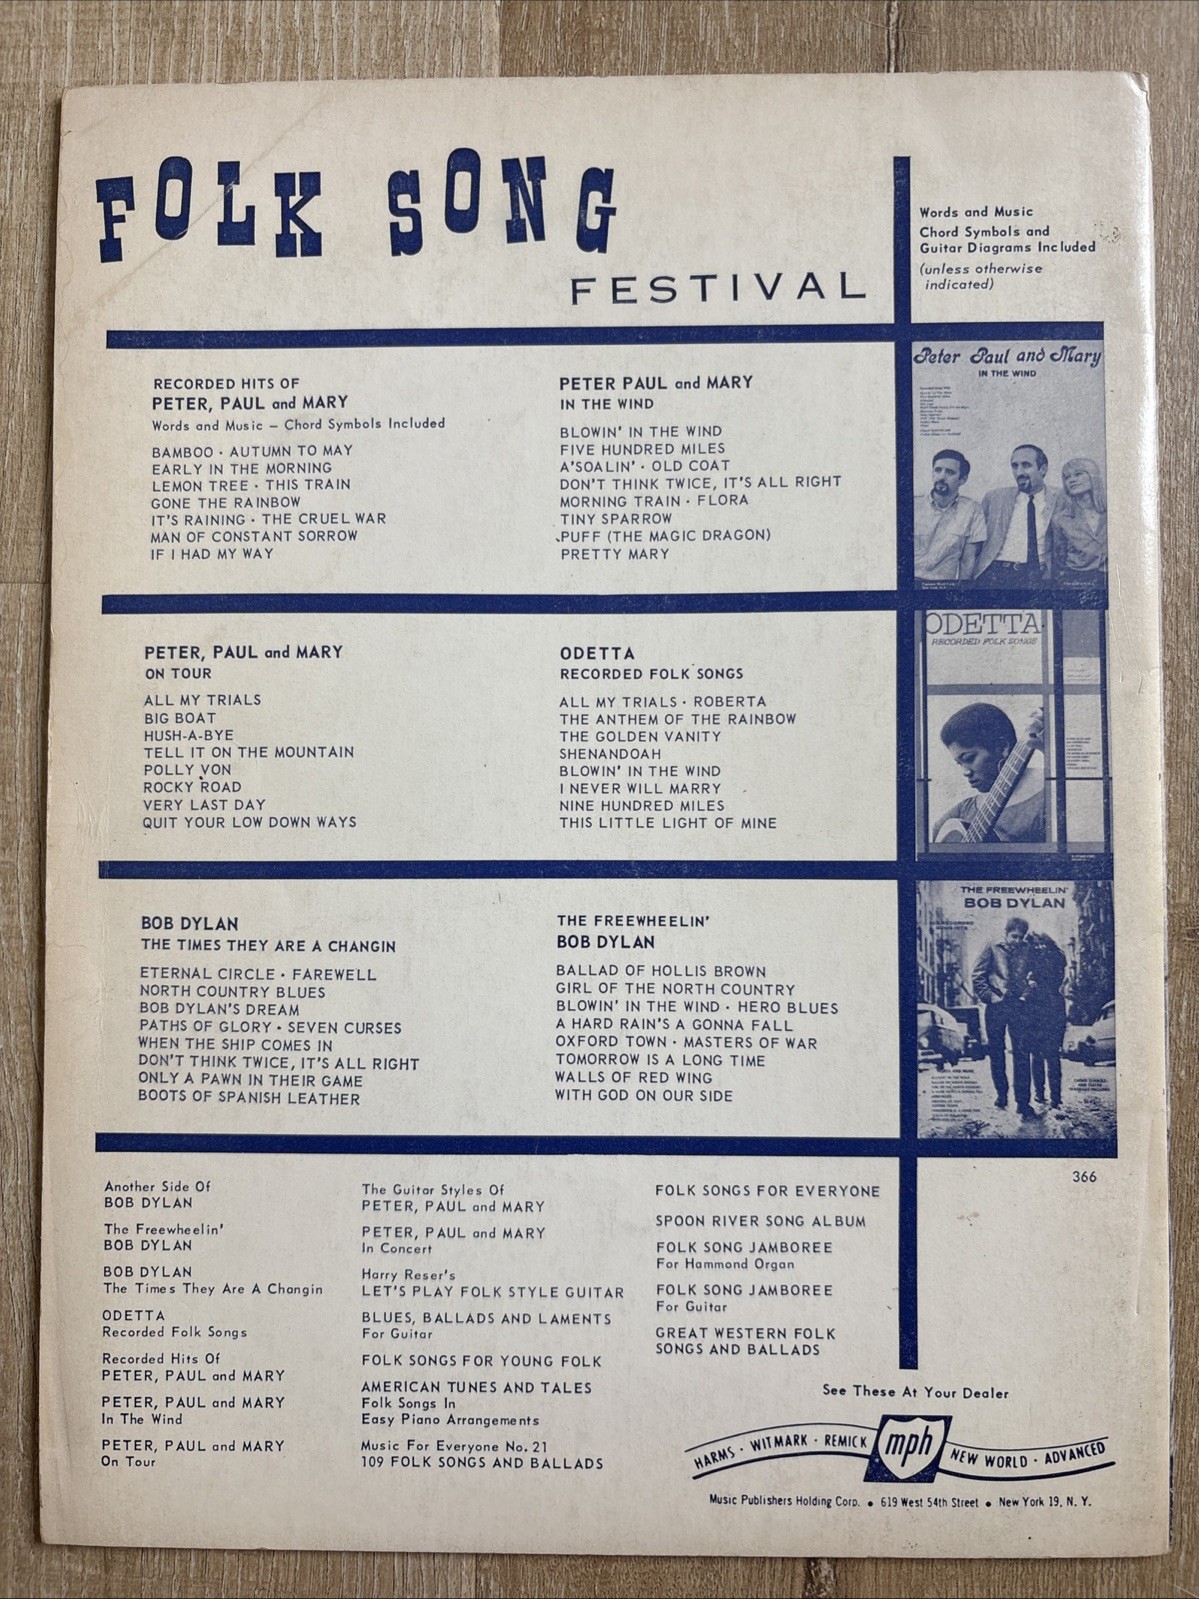 FOLK SONG
FESTIVAL
Words and Music
Chord Symbols and
Guitar Diagrams Included
(unless otherwise
indicated)
RECORDED HITS OF
PETER, PAUL and MARY
Words and Music – Chord Symbols Included
BAMBOO · AUTUMN TO MAY
EARLY IN THE MORNING
LEMON TREE · THIS TRAIN
GONE THE RAINBOW
IT'S RAINING · THE CRUEL WAR
MAN OF CONSTANT SORROW
IF I HAD MY WAY
PETER PAUL and MARY
IN THE WIND
BLOWIN' IN THE WIND
FIVE HUNDRED MILES
A'SOALIN' · OLD COAT
DON'T THINK TWICE, IT'S ALL RIGHT
MORNING TRAIN · FLORA
TINY SPARROW
PUFF (THE MAGIC DRAGON)
PRETTY MARY
Peter Paul and Mary
IN THE WIND
PETER, PAUL and MARY
ON TOUR
ALL MY TRIALS
BIG BOAT
HUSH-A-BYE
TELL IT ON THE MOUNTAIN
POLLY VON
ROCKY ROAD
VERY LAST DAY
QUIT YOUR LOW DOWN WAYS
ODETTA
RECORDED FOLK SONGS
ALL MY TRIALS · ROBERTA
THE ANTHEM OF THE RAINBOW
THE GOLDEN VANITY
SHENANDOAH
BLOWIN' IN THE WIND
I NEVER WILL MARRY
NINE HUNDRED MILES
THIS LITTLE LIGHT OF MINE
ODETTA
RECORDED FOLK SONGS
BOB DYLAN
THE TIMES THEY ARE A CHANGIN
ETERNAL CIRCLE · FAREWELL
NORTH COUNTRY BLUES
BOB DYLAN'S DREAM
PATHS OF GLORY · SEVEN CURSES
WHEN THE SHIP COMES IN
DON'T THINK TWICE, IT'S ALL RIGHT
ONLY A PAWN IN THEIR GAME
BOOTS OF SPANISH LEATHER
THE FREEWHEELIN'
BOB DYLAN
BALLAD OF HOLLIS BROWN
GIRL OF THE NORTH COUNTRY
BLOWIN' IN THE WIND · HERO BLUES
A HARD RAIN'S A GONNA FALL
OXFORD TOWN · MASTERS OF WAR
TOMORROW IS A LONG TIME
WALLS OF RED WING
WITH GOD ON OUR SIDE
THE FREEWHEELIN'
BOB DYLAN
366
Another Side Of
BOB DYLAN
The Freewheelin'
BOB DYLAN
BOB DYLAN
The Times They Are A Changin
ODETTA
Recorded Folk Songs
Recorded Hits Of
PETER, PAUL and MARY
PETER, PAUL and MARY
In The Wind
PETER, PAUL and MARY
On Tour
The Guitar Styles Of
PETER, PAUL and MARY
PETER, PAUL and MARY
In Concert
Harry Reser's
LET'S PLAY FOLK STYLE GUITAR
BLUES, BALLADS AND LAMENTS
For Guitar
FOLK SONGS FOR YOUNG FOLK
AMERICAN TUNES AND TALES
Folk Songs In
Easy Piano Arrangements
Music For Everyone No. 21
109 FOLK SONGS AND BALLADS
FOLK SONGS FOR EVERYONE
SPOON RIVER SONG ALBUM
FOLK SONG JAMBOREE
For Hammond Organ
FOLK SONG JAMBOREE
For Guitar
GREAT WESTERN FOLK
SONGS AND BALLADS
See These At Your Dealer
HARMS · WITMARK · REMICK mph NEW WORLD · ADVANCED
Music Publishers Holding Corp. • 619 West 54th Street • New York 19, N. Y.